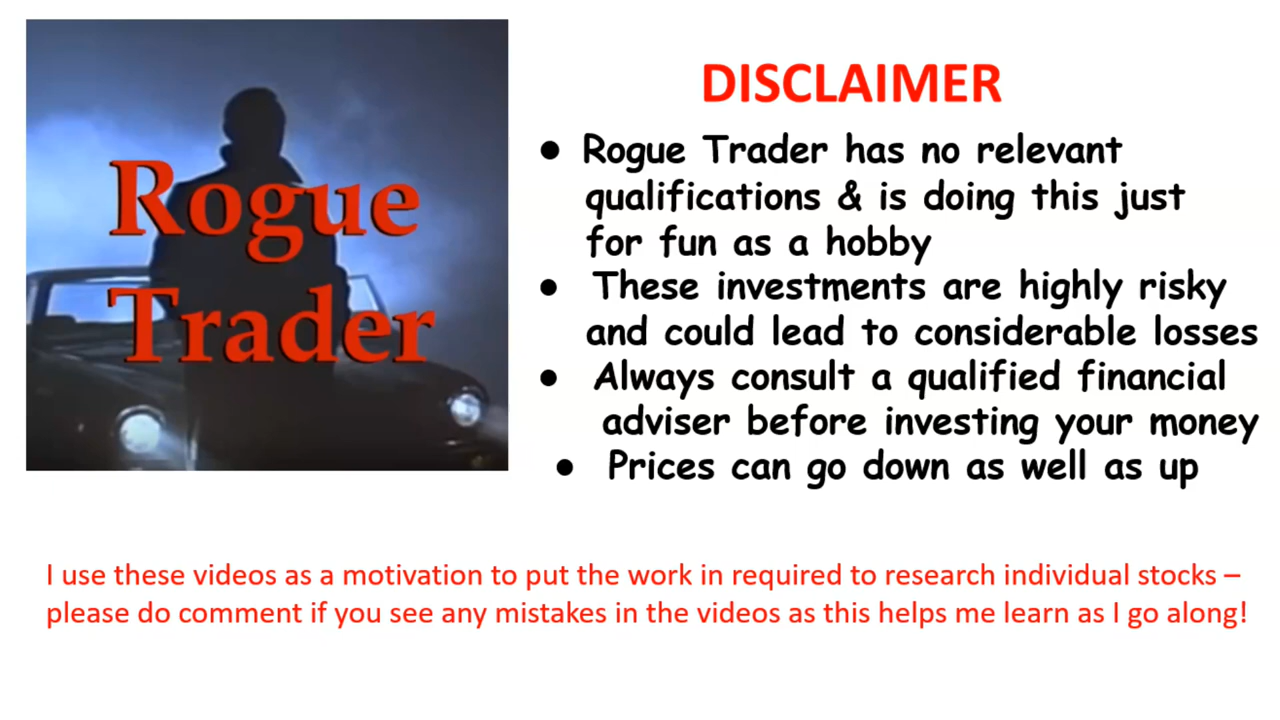 Rogue
Trader
DISCLAIMER
• Rogue Trader has no relevant
qualifications & is doing this just
for fun as a hobby
• These investments are highly risky
and could lead to considerable losses
• Always consult a qualified financial
adviser before investing your money
• Prices can go down as well as up
I use these videos as a motivation to put the work in required to research individual stocks –
please do comment if you see any mistakes in the videos as this helps me learn as I go along!